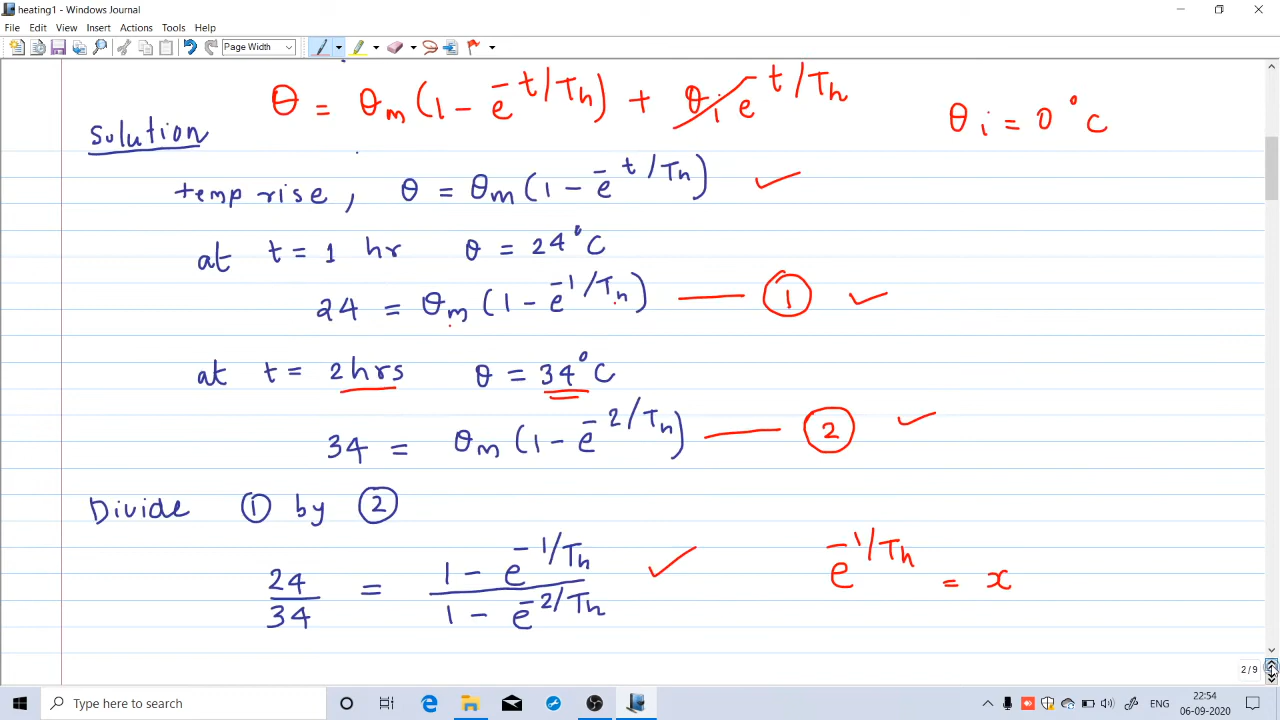 heating1 - Windows Journal
File Edit View Insert Actions Tools Help
Page Width
θ = θm (1 - e^-t/Th) + θi e^t/Th
θi = 0°C
Solution
temp rise, θ = θm (1 - e^-t/Th) ✓
at t = 1 hr θ = 24°C
24 = θm (1 - e^-1/Th) — ① ✓
at t = 2hrs θ = 34°C
34 = θm (1 - e^-2/Th) — ② ✓
Divide ① by ②
24/34 = (1 - e^-1/Th)/(1 - e^-2/Th) ✓
e^-1/Th = x
2/9
Type here to search
ENG
22:54
06-09-2020